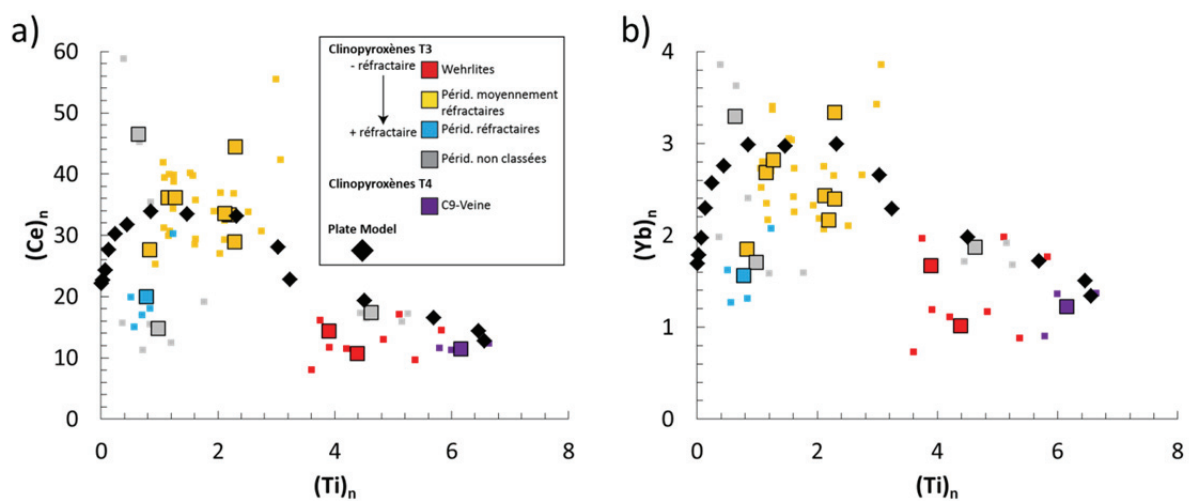 a)
60
50
40
30
20
10
0
(Ce)n
0
2
4
6
8
(Ti)n
Clinopyroxènes T3
- réfractaire
+ réfractaire
Wehrlites
Périd. moyennement
réfractaires
Périd. réfractaires
Périd. non classées
Clinopyroxènes T4
C9-Veine
Plate Model
b)
4
3
2
1
0
(Yb)n
0
2
4
6
8
(Ti)n